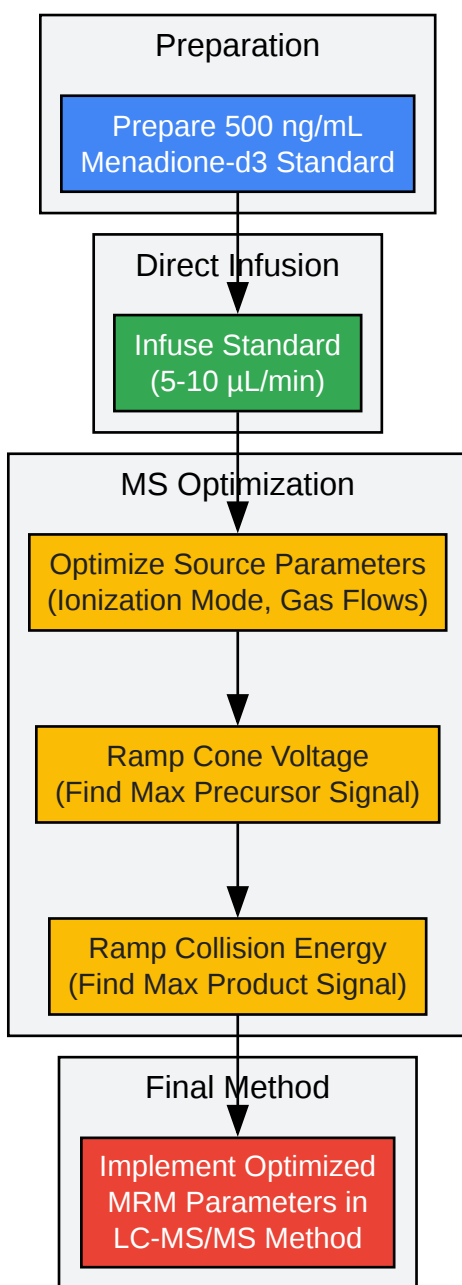 Preparation
Prepare 500 ng/mL
Menadione-d3 Standard
Direct Infusion
Infuse Standard
(5-10 µL/min)
MS Optimization
Optimize Source Parameters
(Ionization Mode, Gas Flows)
Ramp Cone Voltage
(Find Max Precursor Signal)
Ramp Collision Energy
(Find Max Product Signal)
Final Method
Implement Optimized
MRM Parameters in
LC-MS/MS Method